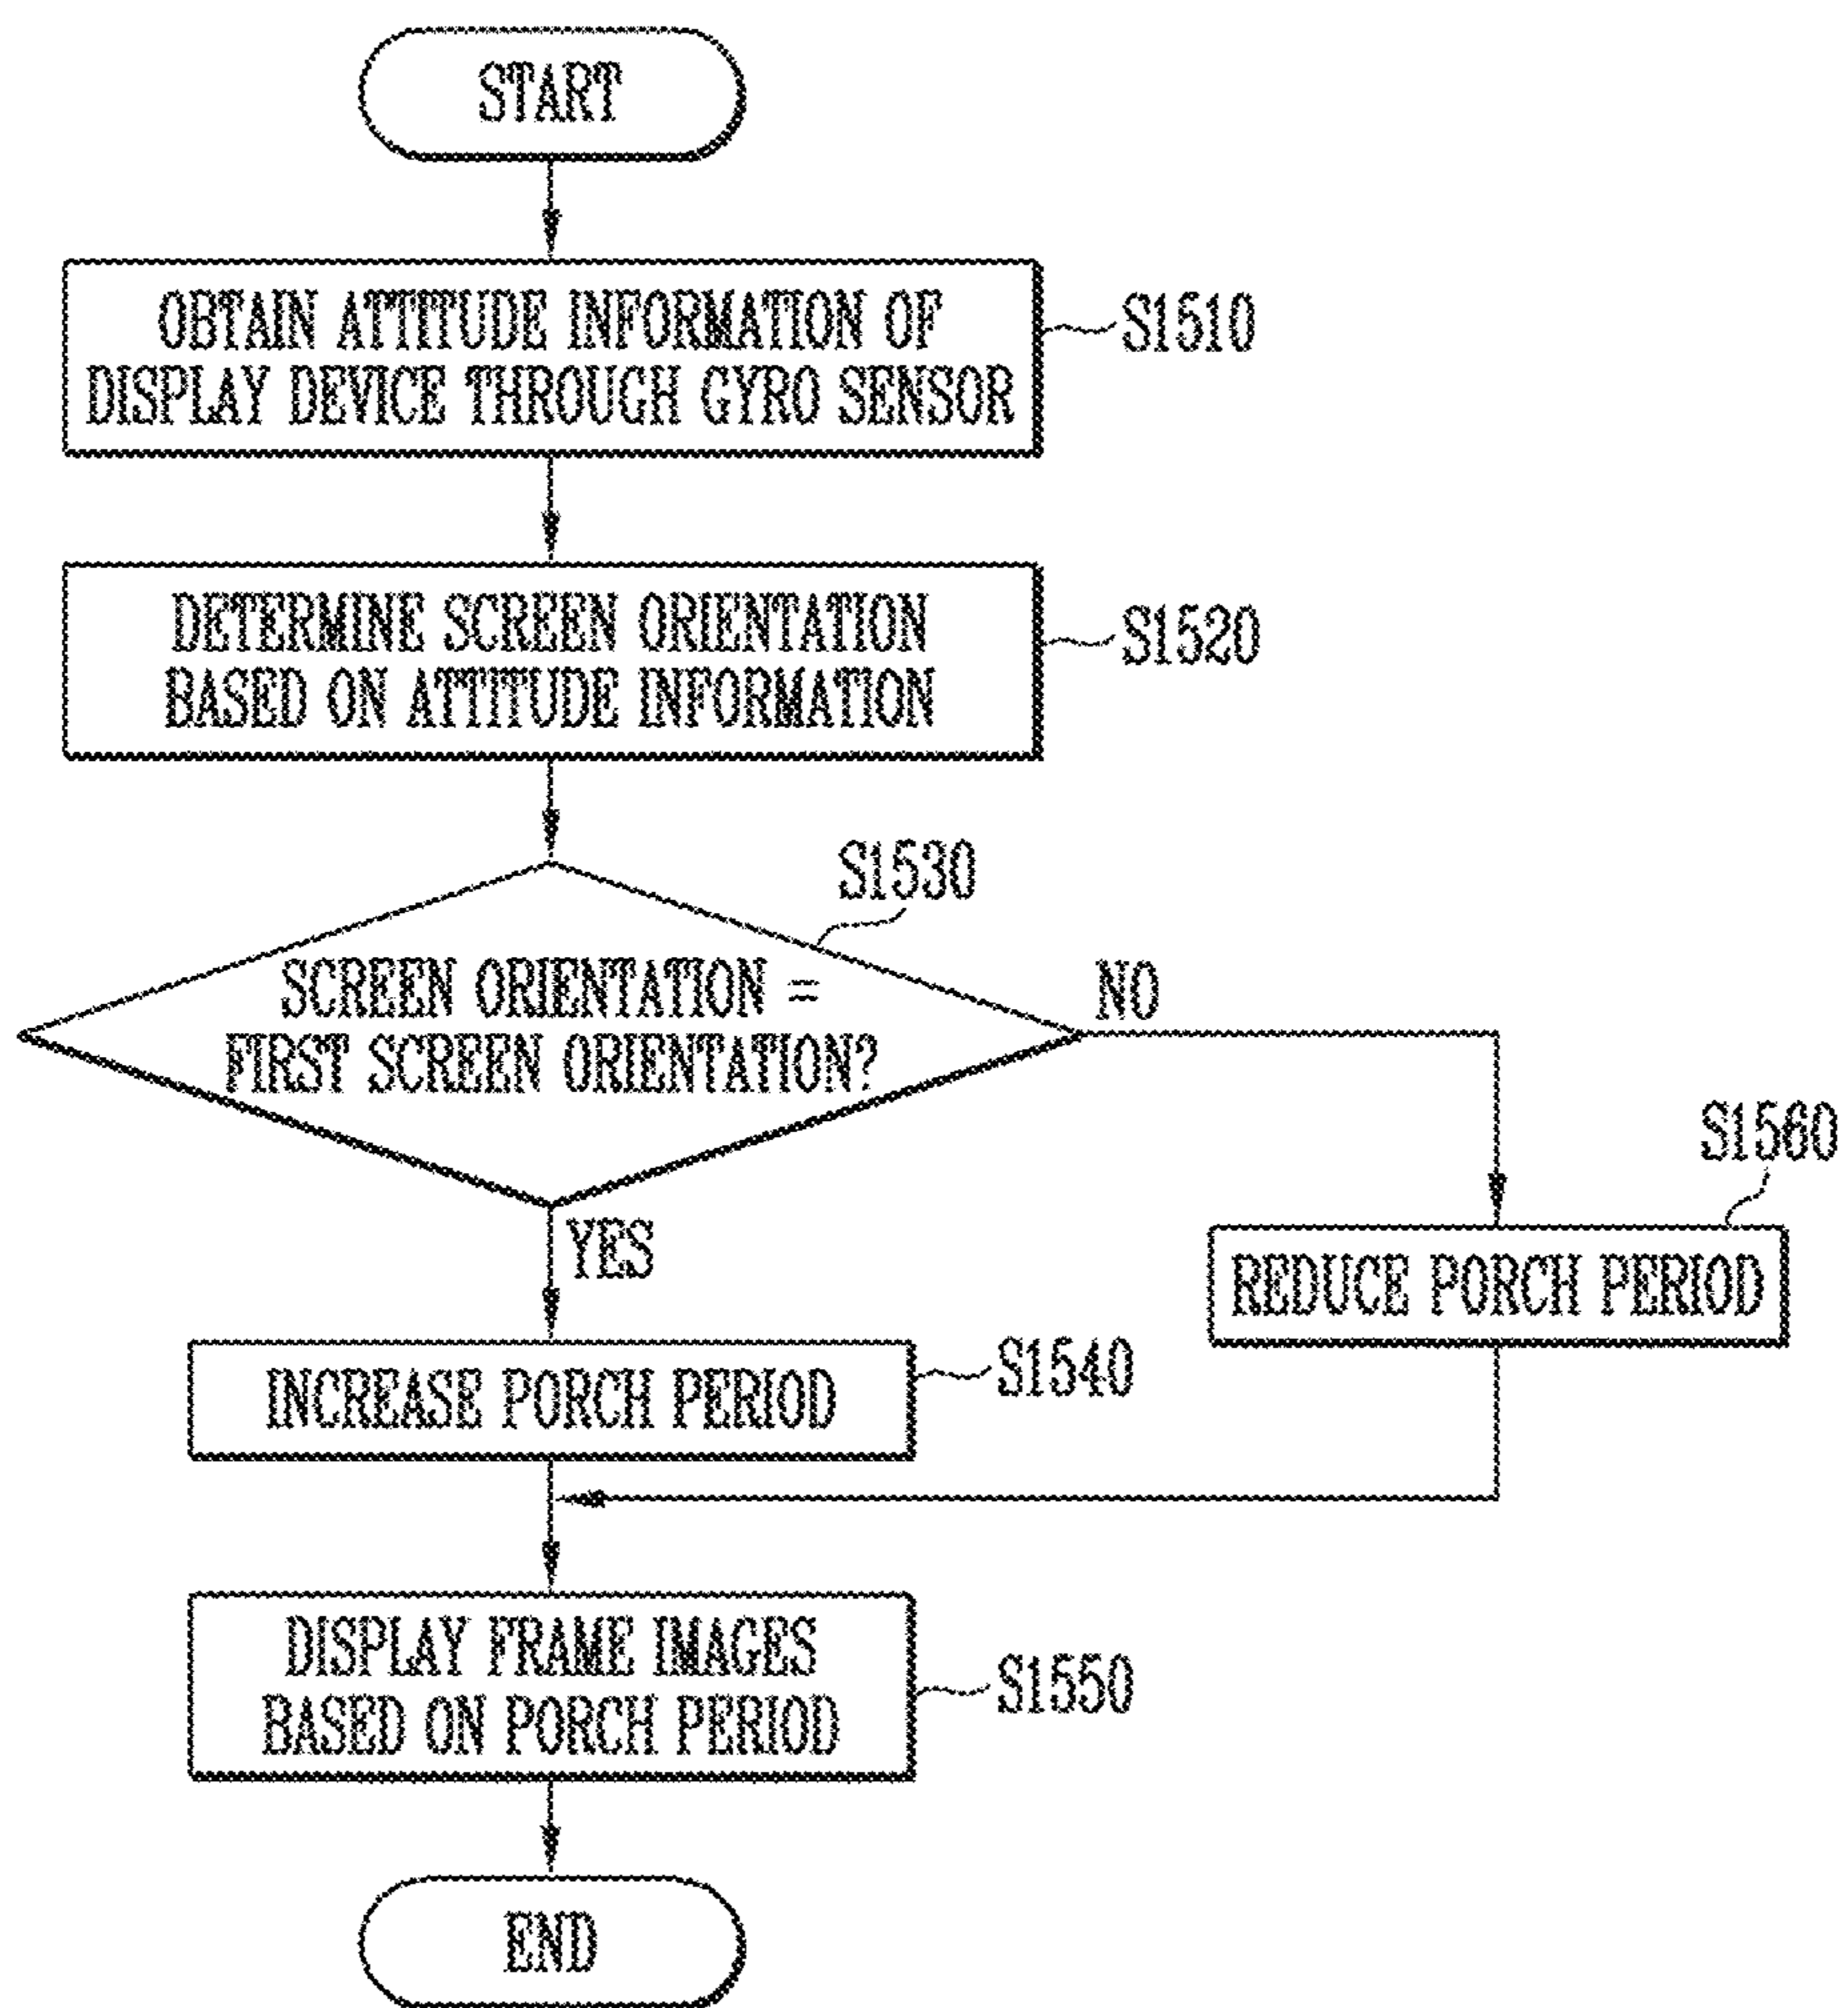 START
OBTAIN ATTITUDE INFORMATION OF
DISPLAY DEVICE THROUGH GYRO SENSOR
S1510
DETERMINE SCREEN ORIENTATION
BASED ON ATTITUDE INFORMATION
S1520
S1530
SCREEN ORIENTATION =
FIRST SCREEN ORIENTATION?
NO
YES
S1560
REDUCE PORCH PERIOD
INCREASE PORCH PERIOD
S1540
DISPLAY FRAME IMAGES
BASED ON PORCH PERIOD
S1550
END